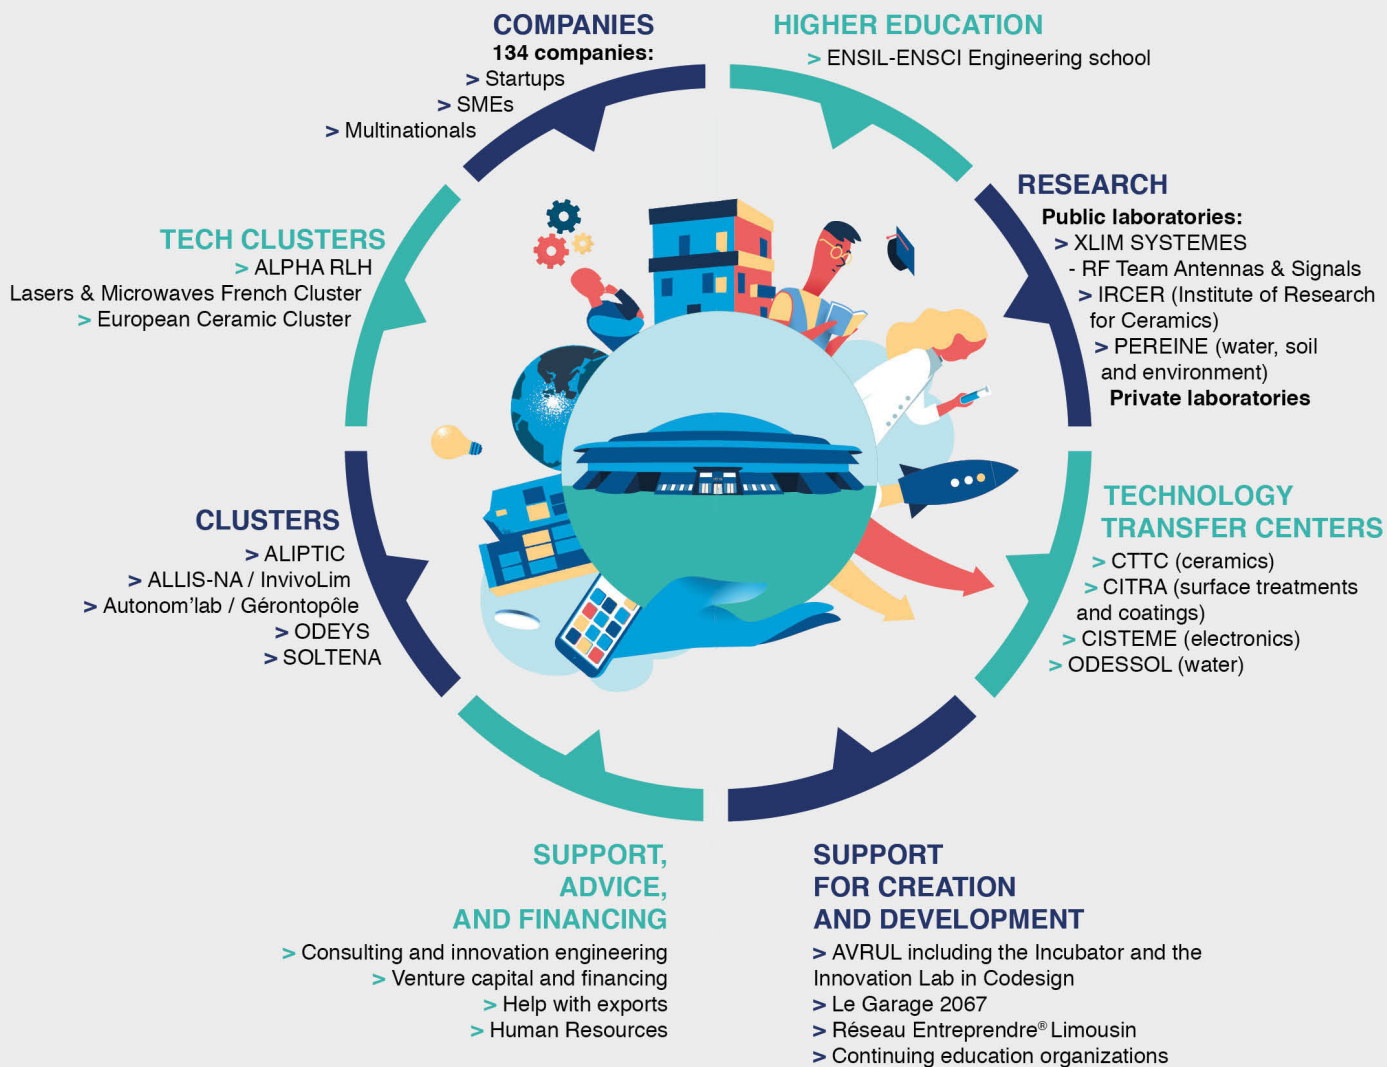 COMPANIES
134 companies:
> Startups
> SMEs
> Multinationals
HIGHER EDUCATION
> ENSIL-ENSCI Engineering school
RESEARCH
Public laboratories:
> XLIM SYSTEMES
- RF Team Antennas & Signals
> IRCER (Institute of Research
for Ceramics)
> PEREINE (water, soil
and environment)
Private laboratories
TECHNOLOGY
TRANSFER CENTERS
> CTTC (ceramics)
> CITRA (surface treatments
and coatings)
> CISTEME (electronics)
> ODESSOL (water)
SUPPORT
FOR CREATION
AND DEVELOPMENT
> AVRUL including the Incubator and the
Innovation Lab in Codesign
> Le Garage 2067
> Réseau Entreprendre® Limousin
> Continuing education organizations
SUPPORT,
ADVICE,
AND FINANCING
> Consulting and innovation engineering
> Venture capital and financing
> Help with exports
> Human Resources
CLUSTERS
> ALIPTIC
> ALLIS-NA / InvivoLim
> Autonom'lab / Gérontopôle
> ODEYS
> SOLTENA
TECH CLUSTERS
> ALPHA RLH
Lasers & Microwaves French Cluster
> European Ceramic Cluster